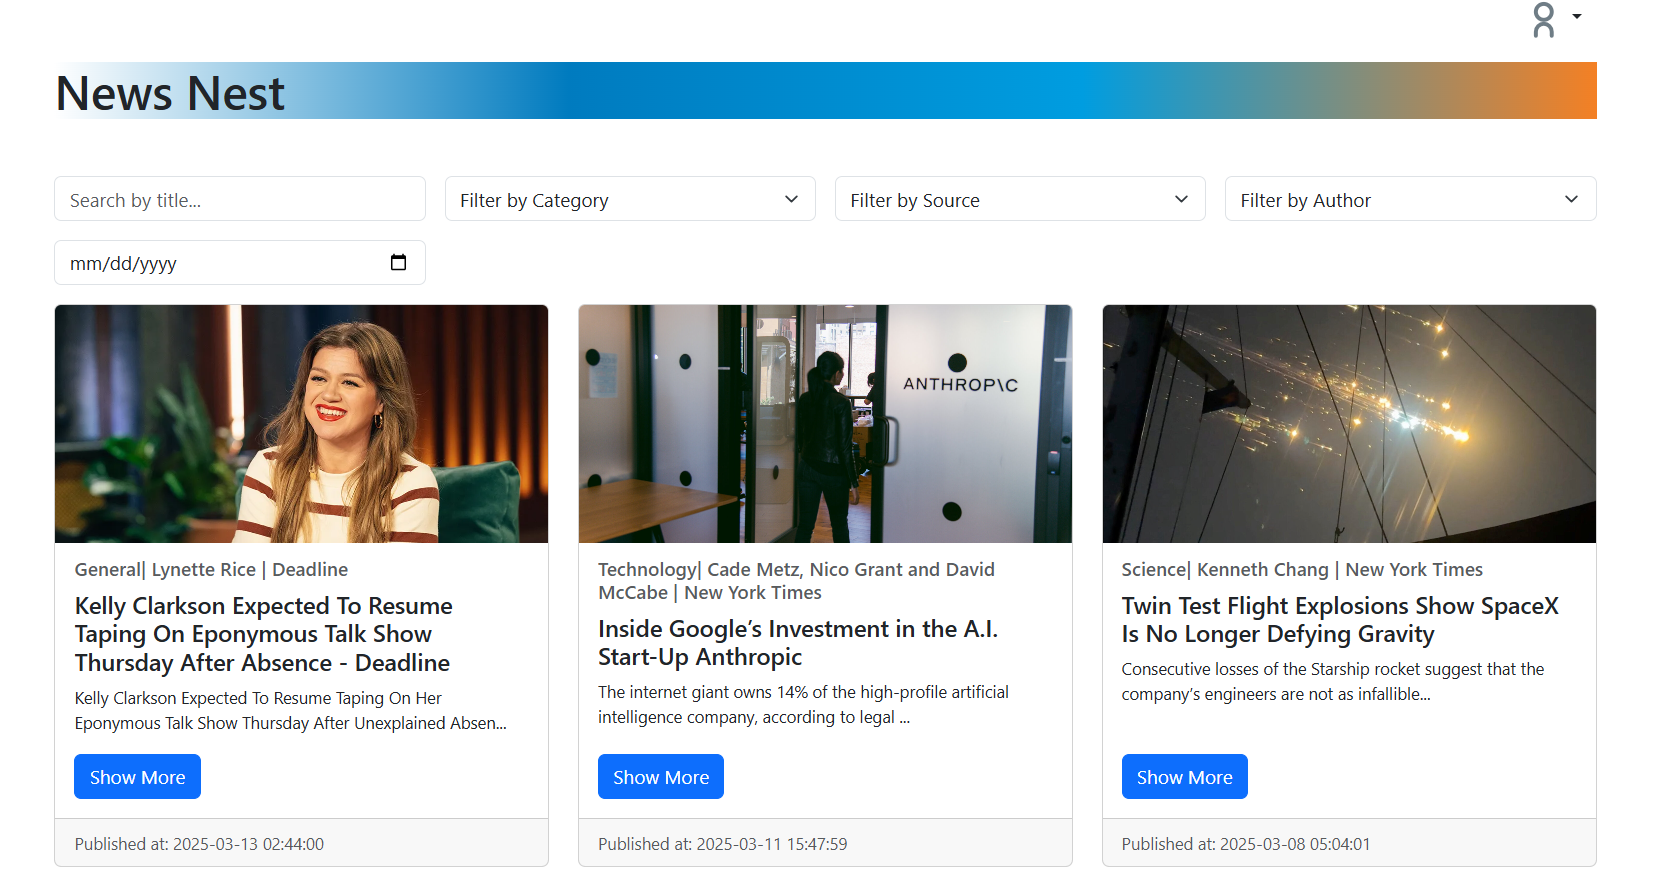 News Nest
Search by title...
Filter by Category
Filter by Source
Filter by Author
mm/dd/yyyy
ANTHROP\C
General| Lynette Rice | Deadline
Kelly Clarkson Expected To Resume
Taping On Eponymous Talk Show
Thursday After Absence - Deadline
Kelly Clarkson Expected To Resume Taping On Her
Eponymous Talk Show Thursday After Unexplained Absen...
Show More
Published at: 2025-03-13 02:44:00
Technology| Cade Metz, Nico Grant and David
McCabe | New York Times
Inside Google’s Investment in the A.I.
Start-Up Anthropic
The internet giant owns 14% of the high-profile artificial
intelligence company, according to legal ...
Show More
Published at: 2025-03-11 15:47:59
Science| Kenneth Chang | New York Times
Twin Test Flight Explosions Show SpaceX
Is No Longer Defying Gravity
Consecutive losses of the Starship rocket suggest that the
company’s engineers are not as infallible...
Show More
Published at: 2025-03-08 05:04:01